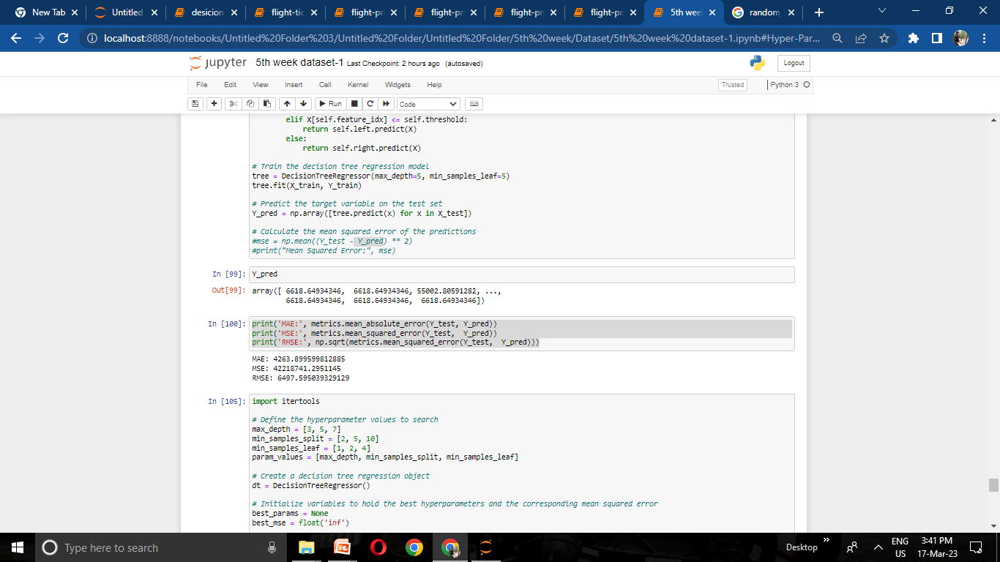 New Tab
Untitled
desicion
flight-tic
flight-pr
flight-pr
flight-pr
flight-pr
5th wee
random_
localhost:8888/notebooks/Untitled%20Folder%203/Untitled%20Folder/Untitled%20Folder/5th%20week/Dataset/5th%20week%20dataset-1.ipynb#Hyper-Par...
jupyter 5th week dataset-1 Last Checkpoint: 2 hours ago (autosaved)
Logout
File Edit View Insert Cell Kernel Widgets Help
Trusted
Python 3
Run
Code
elif X[self.feature_idx] <= self.threshold:
return self.left.predict(X)
else:
return self.right.predict(X)
# Train the decision tree regression model
tree = DecisionTreeRegressor(max_depth=5, min_samples_leaf=5)
tree.fit(X_train, Y_train)
# Predict the target variable on the test set
Y_pred = np.array([tree.predict(x) for x in X_test])
# Calculate the mean squared error of the predictions
#mse = np.mean((Y_test - Y_pred) ** 2)
#print("Mean Squared Error:", mse)
In [99]: Y_pred
Out[99]: array([ 6618.64934346,  6618.64934346, 55002.80591282, ...,
6618.64934346,  6618.64934346,  6618.64934346])
In [100]: print('MAE:', metrics.mean_absolute_error(Y_test, Y_pred))
print('MSE:', metrics.mean_squared_error(Y_test,  Y_pred))
print('RMSE:', np.sqrt(metrics.mean_squared_error(Y_test,  Y_pred)))
MAE: 4263.899599812885
MSE: 42218741.2951145
RMSE: 6497.595039329129
In [105]: import itertools
# Define the hyperparameter values to search
max_depth = [3, 5, 7]
min_samples_split = [2, 5, 10]
min_samples_leaf = [1, 2, 4]
param_values = [max_depth, min_samples_split, min_samples_leaf]
# Create a decision tree regression object
dt = DecisionTreeRegressor()
# Initialize variables to hold the best hyperparameters and the corresponding mean squared error
best_params = None
best_mse = float('inf')
Type here to search
Desktop
ENG
US
3:41 PM
17-Mar-23